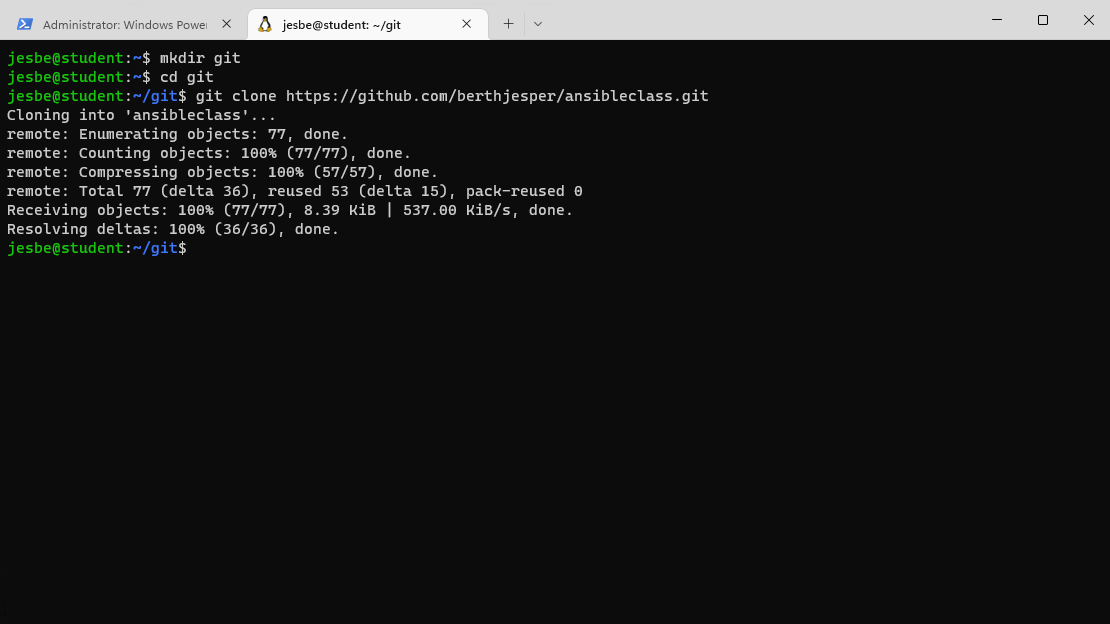 Administrator: Windows Power
jesbe@student: ~/git
jesbe@student:~$ mkdir git
jesbe@student:~$ cd git
jesbe@student:~/git$ git clone https://github.com/berthjesper/ansibleclass.git
Cloning into 'ansibleclass'...
remote: Enumerating objects: 77, done.
remote: Counting objects: 100% (77/77), done.
remote: Compressing objects: 100% (57/57), done.
remote: Total 77 (delta 36), reused 53 (delta 15), pack-reused 0
Receiving objects: 100% (77/77), 8.39 KiB | 537.00 KiB/s, done.
Resolving deltas: 100% (36/36), done.
jesbe@student:~/git$